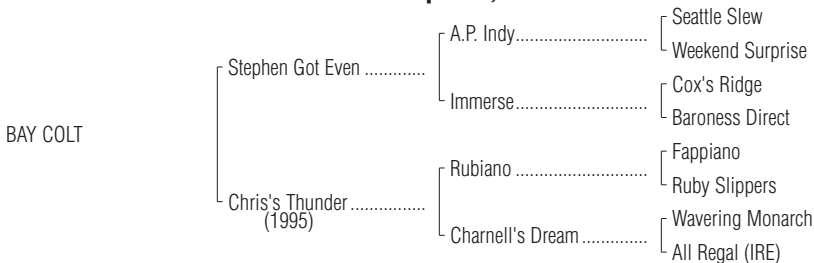 Seattle Slew
A.P. Indy
Weekend Surprise
Stephen Got Even
Cox's Ridge
Immerse
Baroness Direct
BAY COLT
Fappiano
Rubiano
Ruby Slippers
Chris's Thunder
(1995)
Wavering Monarch
Charnell's Dream
All Regal (IRE)